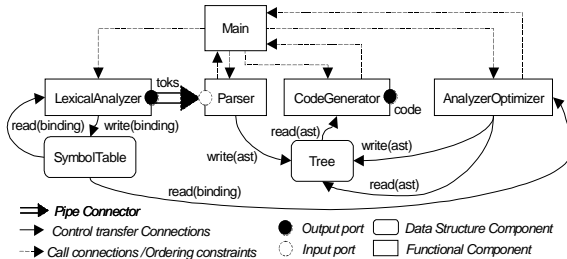 Main
toks
LexicalAnalyzer
Parser
CodeGenerator
AnalyzerOptimizer
code
read(binding)
write(binding)
read(ast)
write(ast)
write(ast)
SymbolTable
Tree
read(ast)
read(binding)
Pipe Connector
Control transfer Connections
Call connections /Ordering constraints
Output port
Input port
Data Structure Component
Functional Component